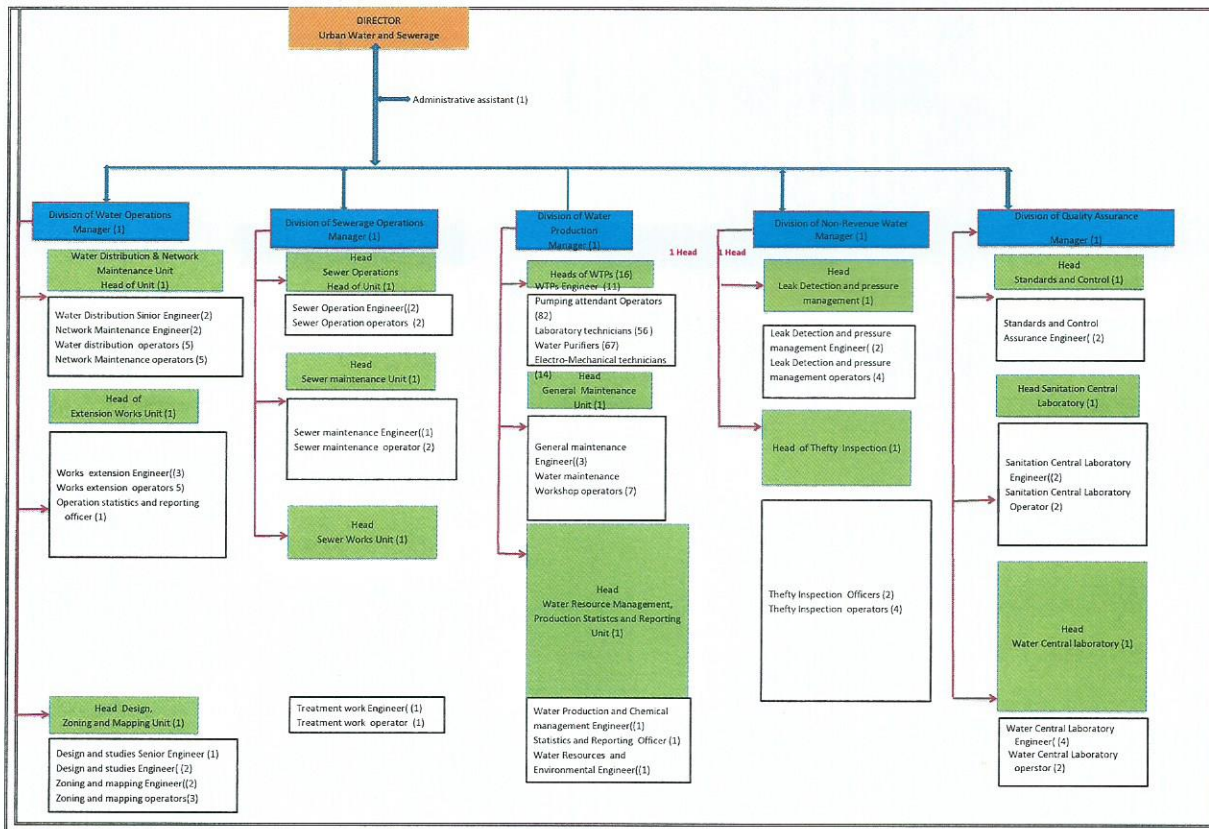 DIRECTOR
Urban Water and Sewerage
Administrative assistant (1)
Division of Water Operations
Manager (1)
Water Distribution & Network
Maintenance Unit
Head of Unit (1)
Water Distribution Sinior Engineer(2)
Network Maintenance Engineer(2)
Water distribution operators (5)
Network Maintenance operators (5)
Head of
Extension Works Unit (1)
Works extension Engineer((3)
Works extension operators 5)
Operation statistics and reporting
officer (1)
Head Design,
Zoning and Mapping Unit (1)
Design and studies Senior Engineer (1)
Design and studies Engineer( (2)
Zoning and mapping Engineer((2)
Zoning and mapping operators(3)
Division of Sewerage Operations
Manager (1)
Head
Sewer Operations
Head of Unit (1)
Sewer Operation Engineer((2)
Sewer Operation operators (2)
Head
Sewer maintenance Unit (1)
Sewer maintenance Engineer((1)
Sewer maintenance operator (2)
Head
Sewer Works Unit (1)
Treatment work Engineer( (1)
Treatment work operator (1)
Division of Water
Production
Manager (1)
Heads of WTPs (16)
WTPs Engineer (11)
Pumping attendant Operators
(82)
Laboratory technicians (56)
Water Purifiers (67)
Electro-Mechanical technicians
(14)
Head
General Maintenance
Unit (1)
General maintenance
Engineer((3)
Water maintenance
Workshop operators (7)
Head
Water Resource Management,
Production Statistcs and Reporting
Unit (1)
Water Production and Chemical
management Engineer((1)
Statistics and Reporting Officer (1)
Water Resources and
Environmental Engineer((1)
1 Head
1 Head
Division of Non-Revenue Water
Manager (1)
Head
Leak Detection and pressure
management (1)
Leak Detection and pressure
management Engineer( (2)
Leak Detection and pressure
management operators (4)
Head of Thefty Inspection (1)
Thefty Inspection Officers (2)
Thefty Inspection operators (4)
Division of Quality Assurance
Manager (1)
Head
Standards and Control (1)
Standards and Control
Assurance Engineer( (2)
Head Sanitation Central
Laboratory (1)
Sanitation Central Laboratory
Engineer((2)
Sanitation Central Laboratory
Operator (2)
Head
Water Central laboratory (1)
Water Central Laboratory
Engineer( (4)
Water Central Laboratory
operstor (2)